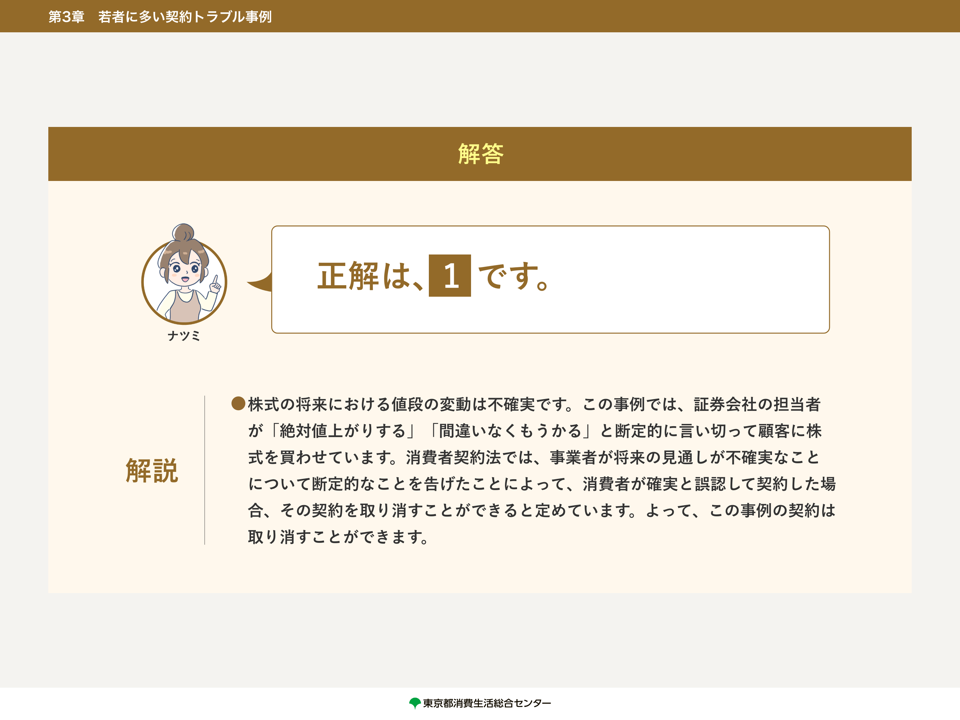 第3章　若者に多い契約トラブル事例
解答
正解は、1です。
ナツミ
解説
●株式の将来における値段の変動は不確実です。この事例では、証券会社の担当者
が「絶対値上がりする」「間違いなくもうかる」と断定的に言い切って顧客に株
式を買わせています。消費者契約法では、事業者が将来の見通しが不確実なこと
について断定的なことを告げたことによって、消費者が確実と誤認して契約した場
合、その契約を取り消すことができると定めています。よって、この事例の契約は
取り消すことができます。
東京都消費生活総合センター